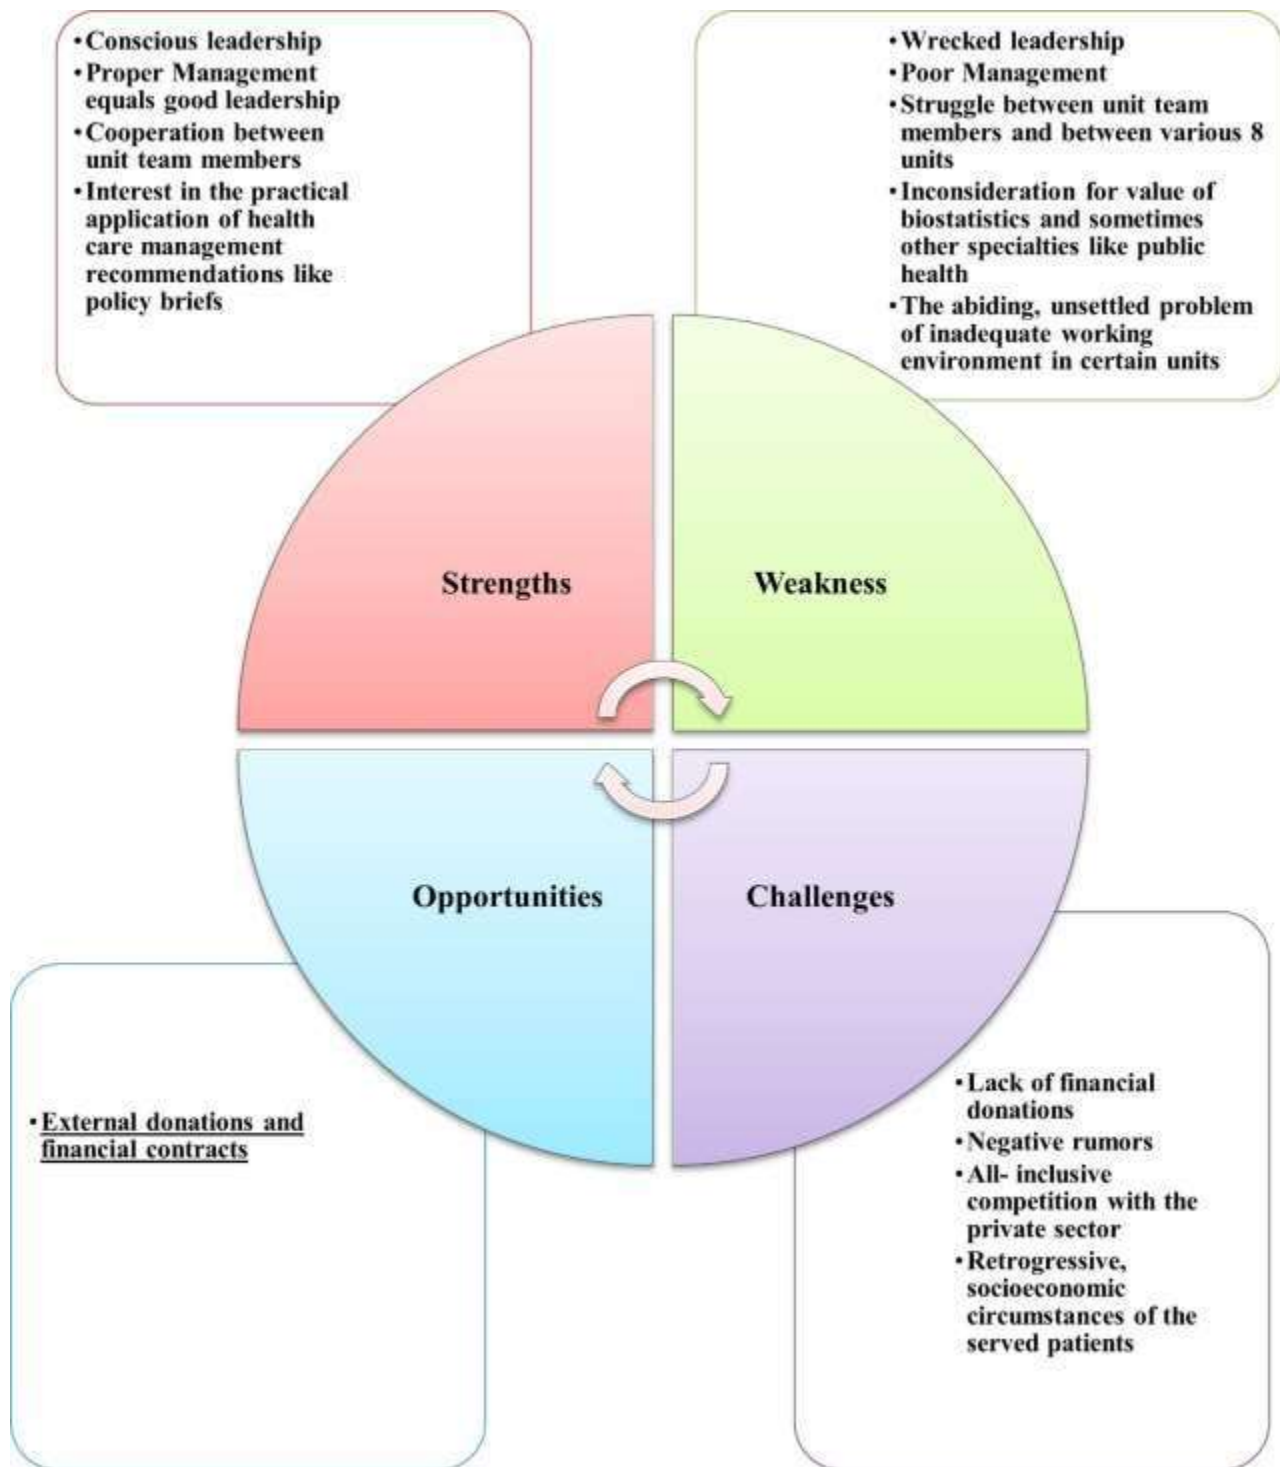 • Conscious leadership
• Proper Management
equals good leadership
• Cooperation between
unit team members
• Interest in the practical
application of health
care management
recommendations like
policy briefs
• Wrecked leadership
• Poor Management
• Struggle between unit team
members and between various 8
units
• Inconsideration for value of
biostatistics and sometimes
other specialties like public
health
• The abiding, unsettled problem
of inadequate working
environment in certain units
Strengths
Weakness
Opportunities
Challenges
• External donations and
financial contracts
• Lack of financial
donations
• Negative rumors
• All- inclusive
competition with the
private sector
• Retrogressive,
socioeconomic
circumstances of the
served patients